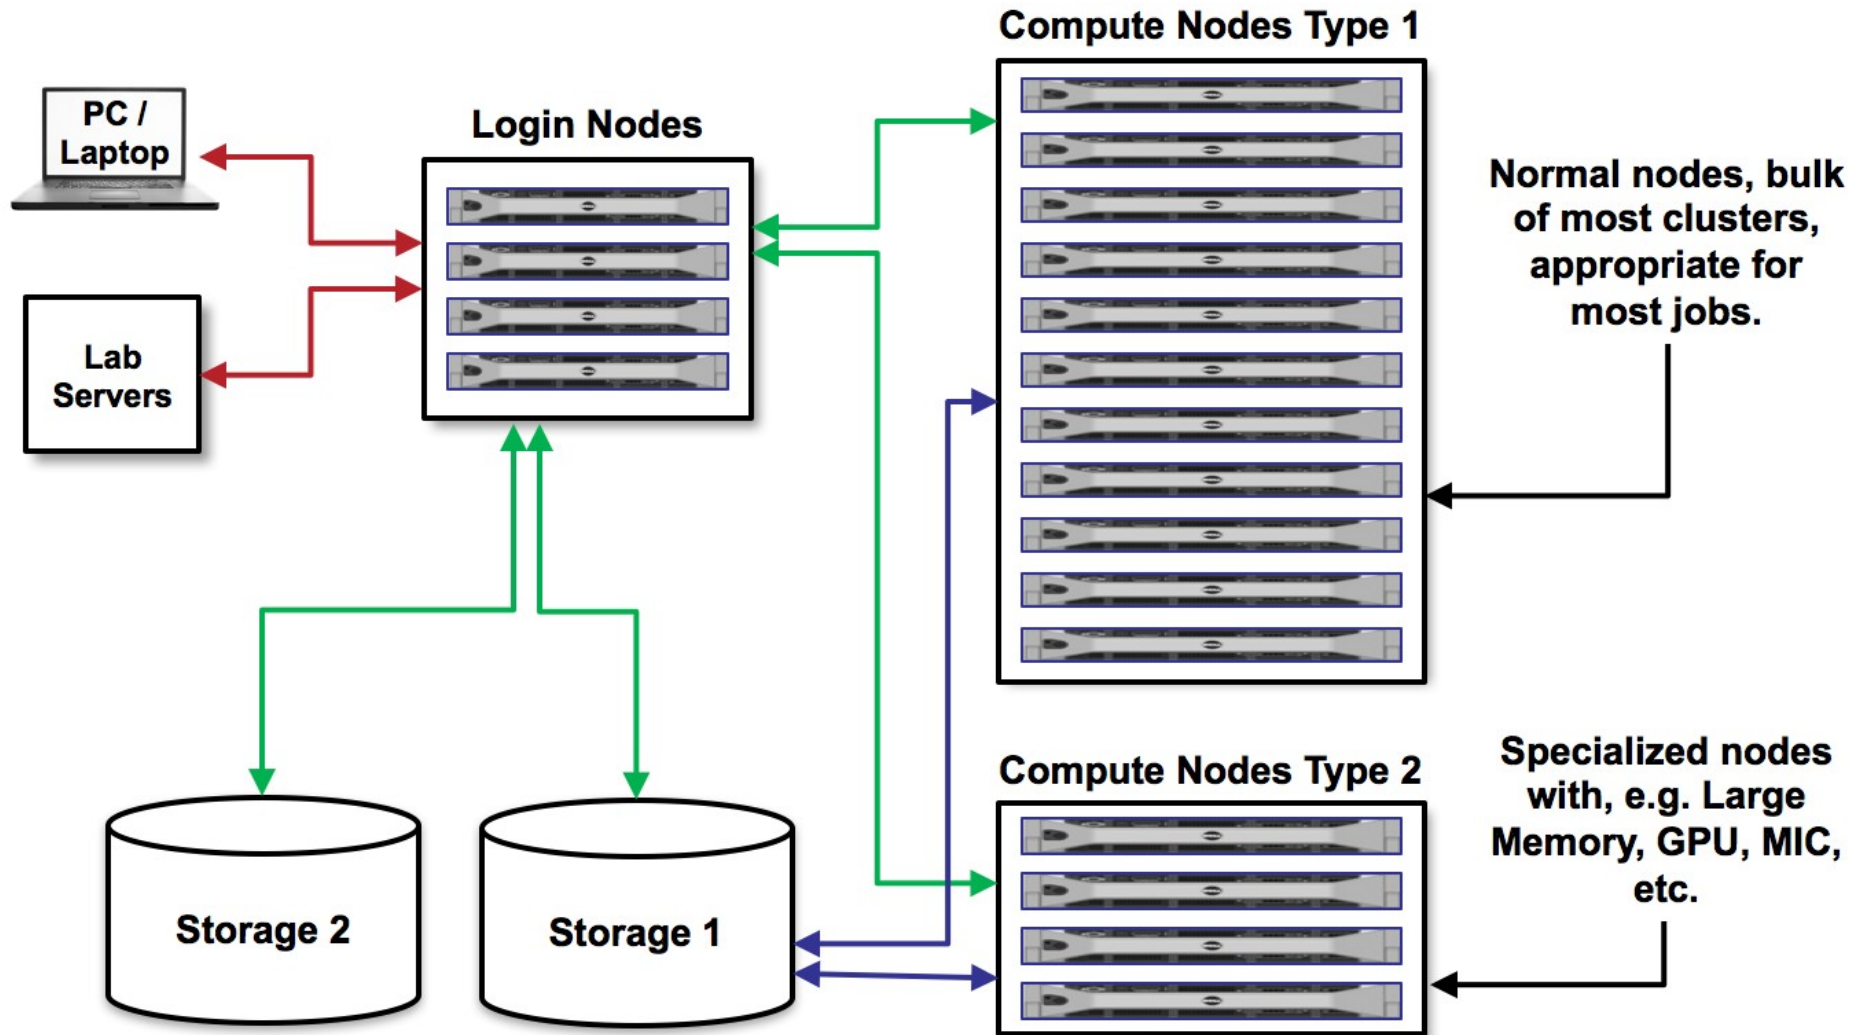 Compute Nodes Type 1
PC /
Laptop
Login Nodes
Normal nodes, bulk
of most clusters,
appropriate for
most jobs.
Lab
Servers
Compute Nodes Type 2
Specialized nodes
with, e.g. Large
Memory, GPU, MIC,
etc.
Storage 2
Storage 1